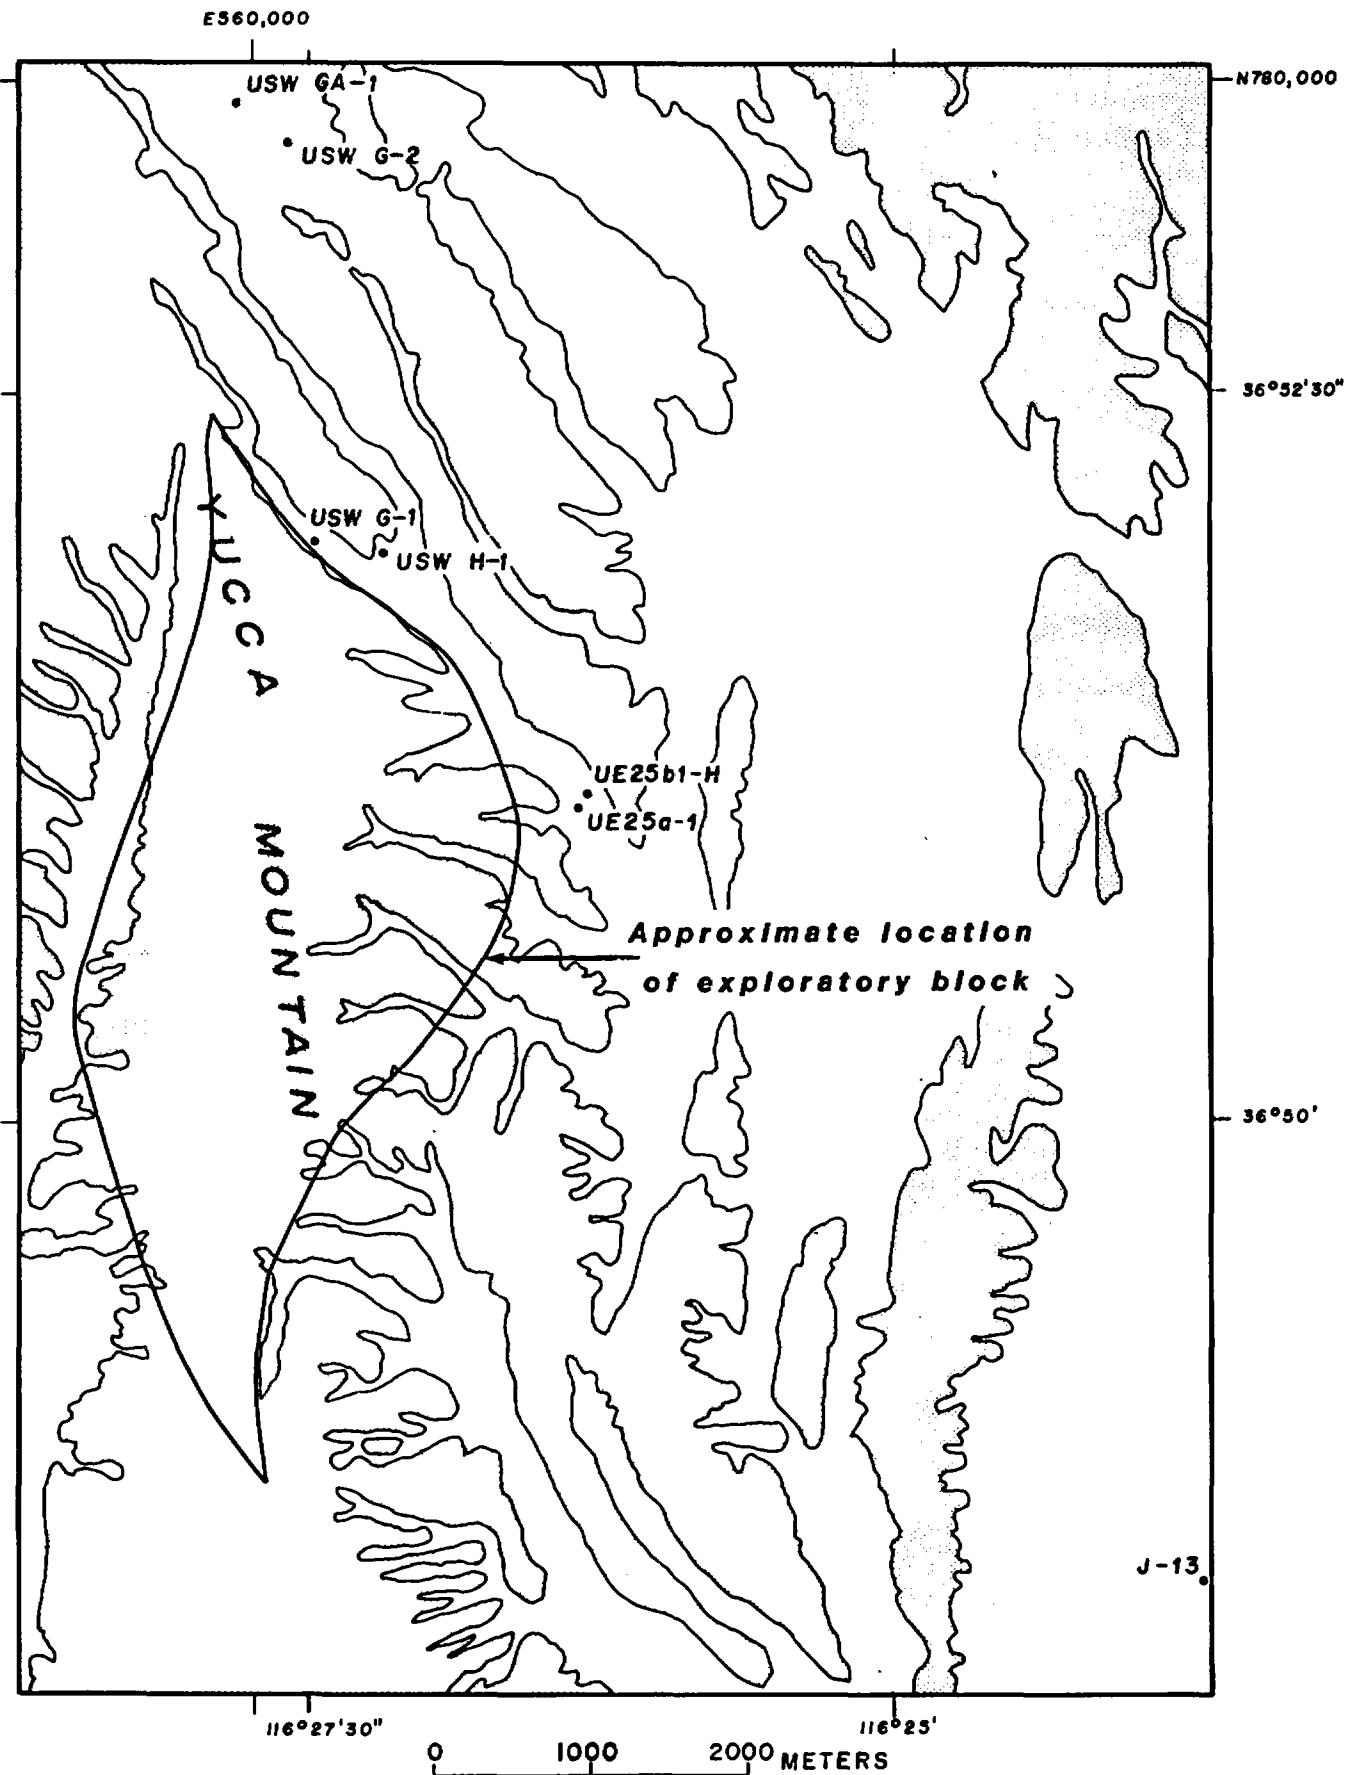 E560,000
N780,000
USW GA-1
USW G-2
36°52'30"
USW G-1
USW H-1
YUCCA MOUNTAIN
UE25b1-H
UE25a-1
Approximate location
of exploratory block
36°50'
J-13
116°27'30" 116°25'
0 1000 2000 METERS